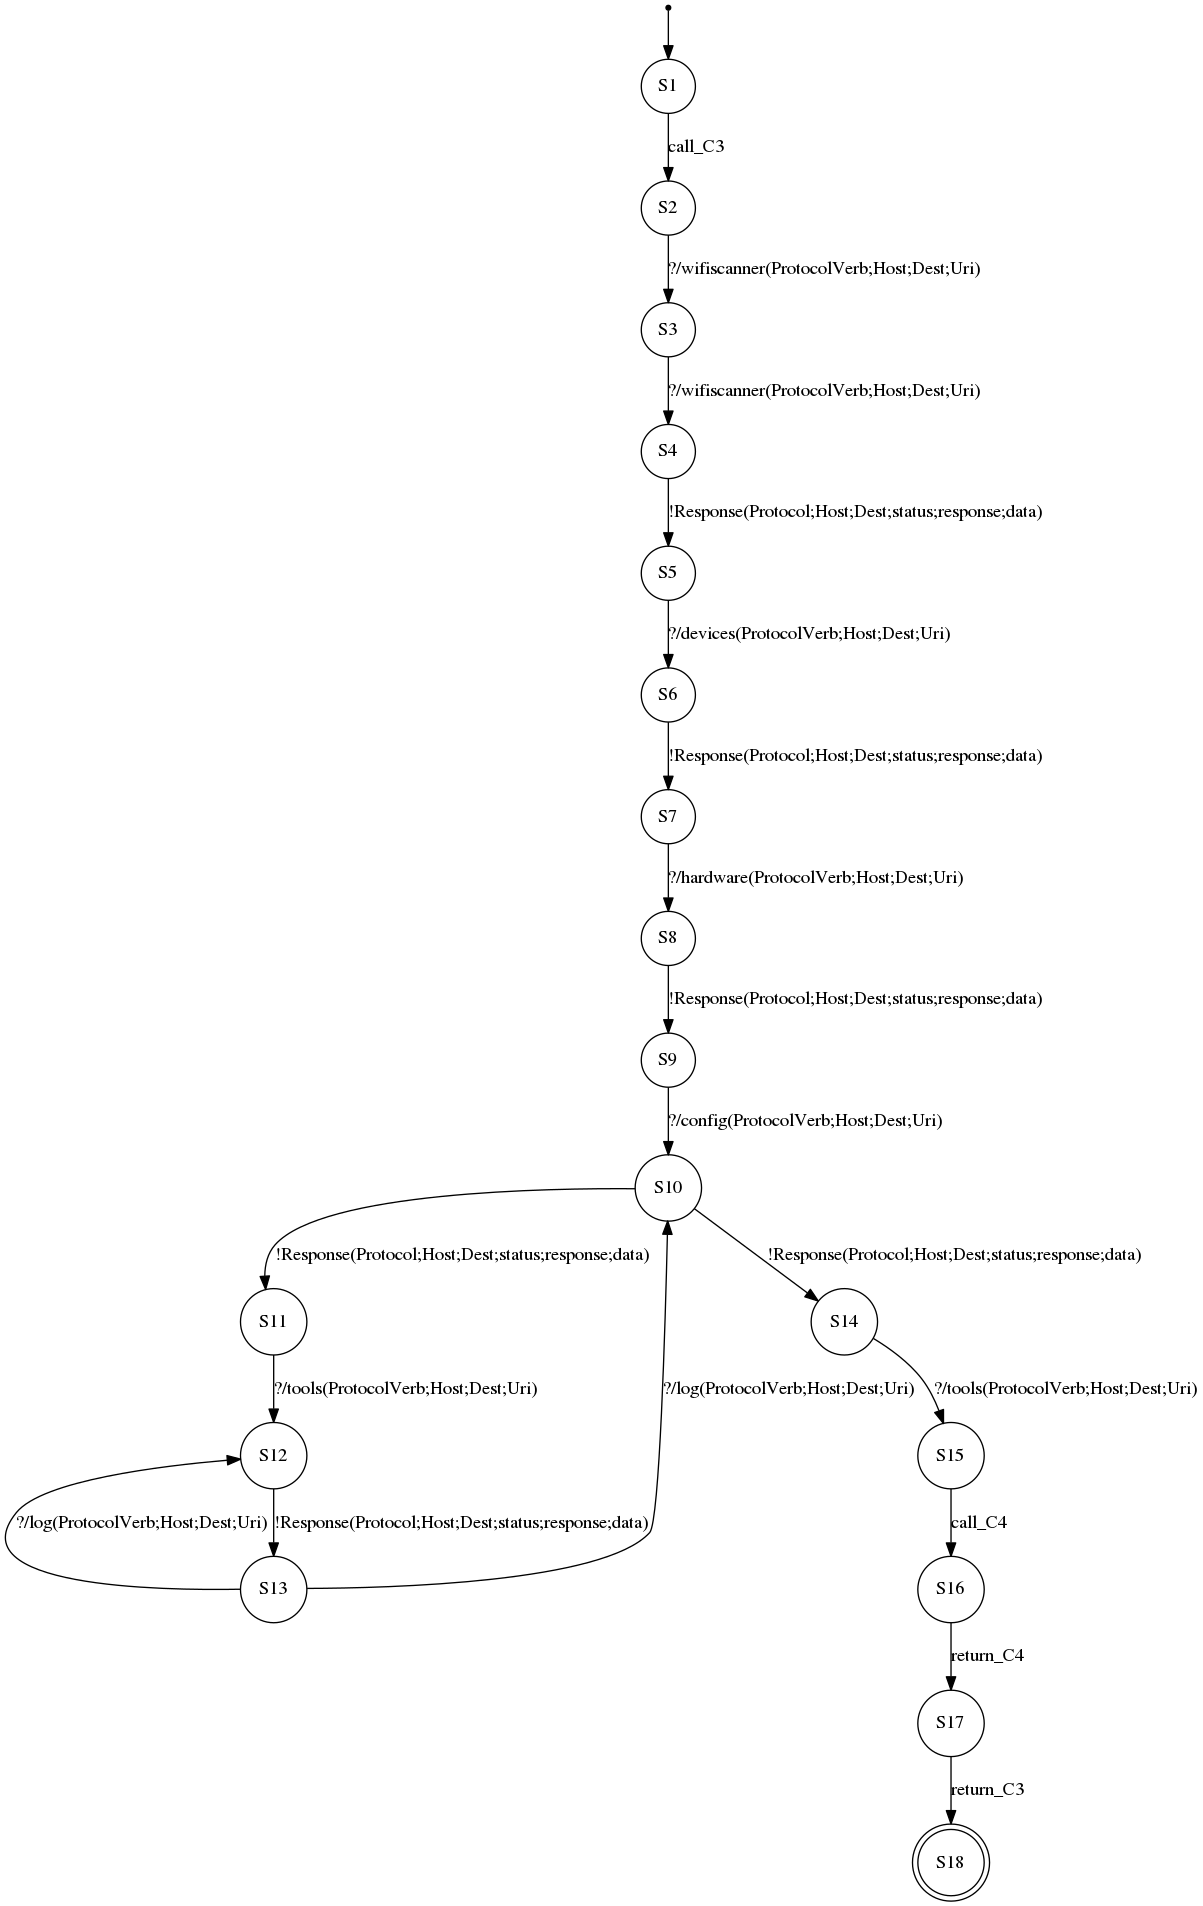 S1
call_C3
S2
?/wifiscanner(ProtocolVerb;Host;Dest;Uri)
S3
?/wifiscanner(ProtocolVerb;Host;Dest;Uri)
S4
!Response(Protocol;Host;Dest;status;response;data)
S5
?/devices(ProtocolVerb;Host;Dest;Uri)
S6
!Response(Protocol;Host;Dest;status;response;data)
S7
?/hardware(ProtocolVerb;Host;Dest;Uri)
S8
!Response(Protocol;Host;Dest;status;response;data)
S9
?/config(ProtocolVerb;Host;Dest;Uri)
S10
!Response(Protocol;Host;Dest;status;response;data)
!Response(Protocol;Host;Dest;status;response;data)
S11
S14
?/tools(ProtocolVerb;Host;Dest;Uri)
?/log(ProtocolVerb;Host;Dest;Uri)
?/tools(ProtocolVerb;Host;Dest;Uri)
S12
S15
?/log(ProtocolVerb;Host;Dest;Uri)
!Response(Protocol;Host;Dest;status;response;data)
call_C4
S13
S16
return_C4
S17
return_C3
S18